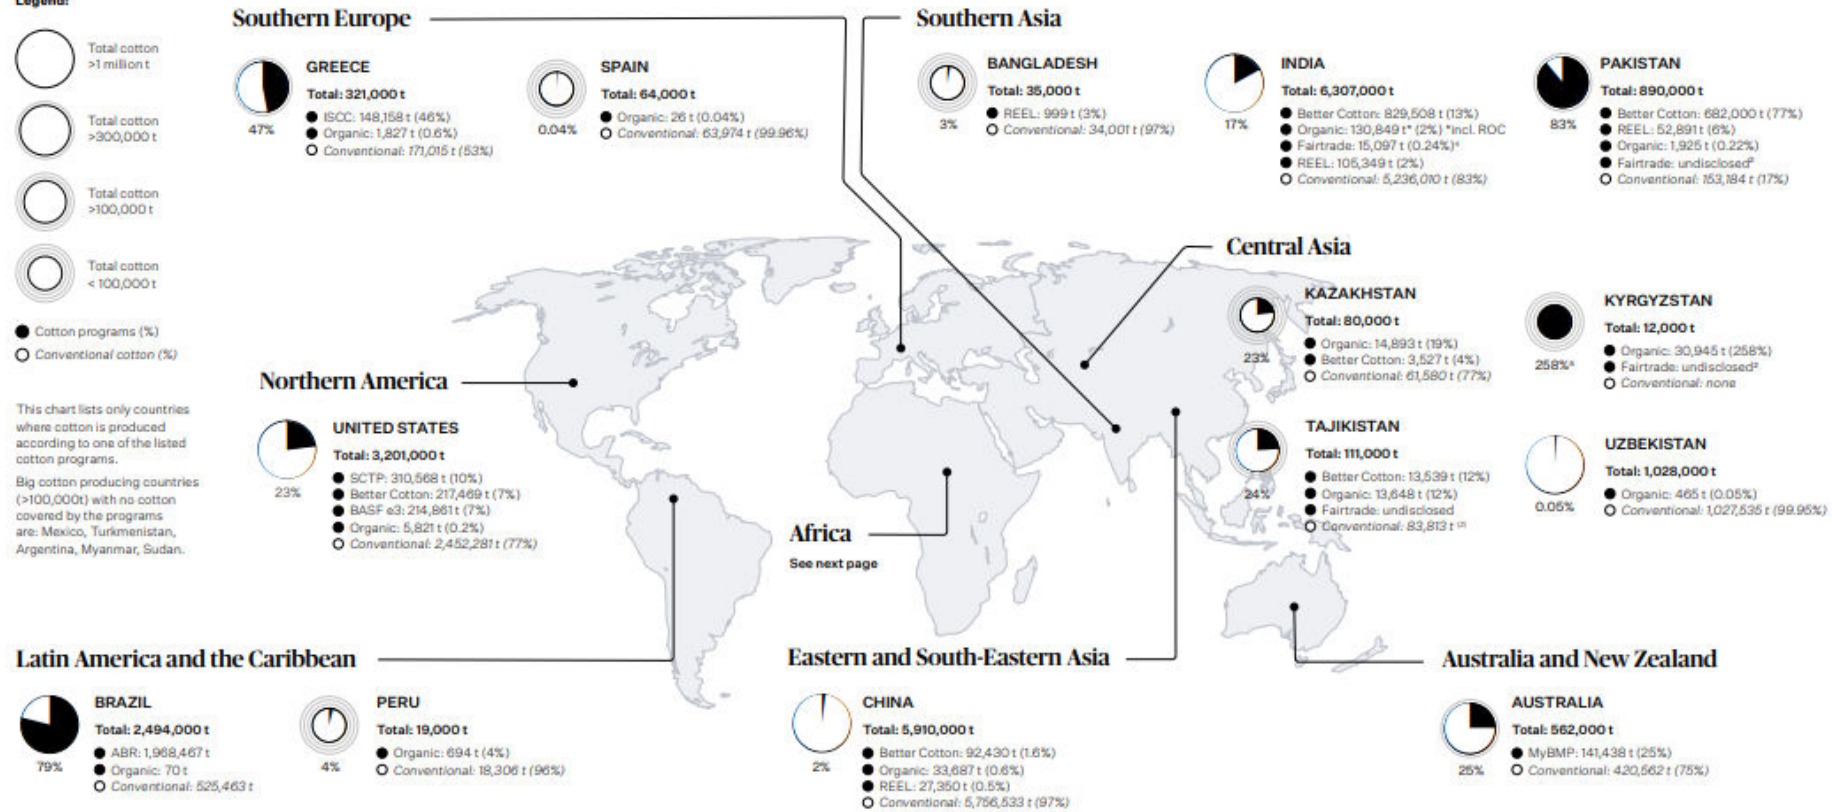 Legend:
Total cotton
>1 million t
Total cotton
>300,000 t
Total cotton
>100,000 t
Total cotton
< 100,000 t
Cotton programs (%)
Conventional cotton (%)
This chart lists only countries
where cotton is produced
according to one of the listed
cotton programs.
Big cotton producing countries
(>100,000t) with no cotton
covered by the programs
are: Mexico, Turkmenistan,
Argentina, Myanmar, Sudan.
Southern Europe
GREECE
Total: 321,000 t
ISCC: 148,158 t (46%)
Organic: 1,827 t (0.6%)
Conventional: 171,015 t (53%)
47%
SPAIN
Total: 64,000 t
Organic: 26 t (0.04%)
Conventional: 63,974 t (99.96%)
0.04%
Southern Asia
BANGLADESH
Total: 35,000 t
REEL: 999 t (3%)
Conventional: 34,001 t (97%)
3%
INDIA
Total: 6,307,000 t
Better Cotton: 829,508 t (13%)
Organic: 130,849 t* (2%) *incl. ROC
Fairtrade: 15,097 t (0.24%)⁴
REEL: 105,349 t (2%)
Conventional: 5,236,010 t (83%)
17%
PAKISTAN
Total: 890,000 t
Better Cotton: 682,000 t (77%)
REEL: 52,891 t (6%)
Organic: 1,925 t (0.22%)
Fairtrade: undisclosed²
Conventional: 153,184 t (17%)
83%
Central Asia
KAZAKHSTAN
Total: 80,000 t
Organic: 14,893 t (19%)
Better Cotton: 3,527 t (4%)
Conventional: 61,580 t (77%)
23%
KYRGYZSTAN
Total: 12,000 t
Organic: 30,945 t (258%)
Fairtrade: undisclosed²
Conventional: none
258%
TAJIKISTAN
Total: 111,000 t
Better Cotton: 13,539 t (12%)
Organic: 13,648 t (12%)
Fairtrade: undisclosed
Conventional: 83,813 t
24%
UZBEKISTAN
Total: 1,028,000 t
Organic: 465 t (0.05%)
Conventional: 1,027,535 t (99.95%)
0.05%
Northern America
UNITED STATES
Total: 3,201,000 t
SCTP: 310,568 t (10%)
Better Cotton: 217,469 t (7%)
BASF e3: 214,861 t (7%)
Organic: 5,821 t (0.2%)
Conventional: 2,452,281 t (77%)
23%
Africa
See next page
Latin America and the Caribbean
BRAZIL
Total: 2,494,000 t
ABR: 1,968,467 t
Organic: 70 t
Conventional: 525,463 t
79%
PERU
Total: 19,000 t
Organic: 694 t (4%)
Conventional: 18,306 t (96%)
4%
Eastern and South-Eastern Asia
CHINA
Total: 5,910,000 t
Better Cotton: 92,430 t (1.6%)
Organic: 33,687 t (0.6%)
REEL: 27,350 t (0.5%)
Conventional: 5,756,533 t (97%)
2%
Australia and New Zealand
AUSTRALIA
Total: 562,000 t
MyBMP: 141,438 t (25%)
Conventional: 420,562 t (75%)
25%